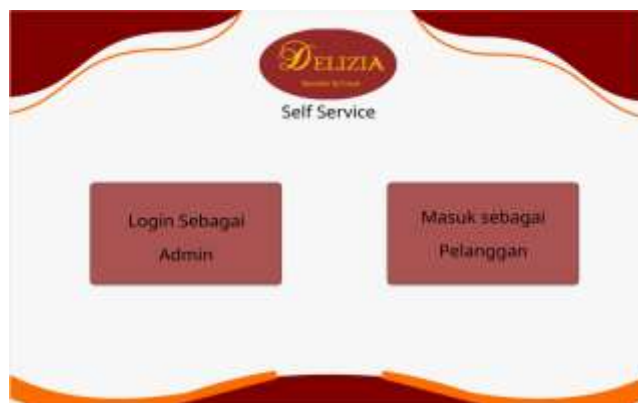 DELIZIA
Self Service
Login Sebagai
Admin
Masuk sebagai
Pelanggan